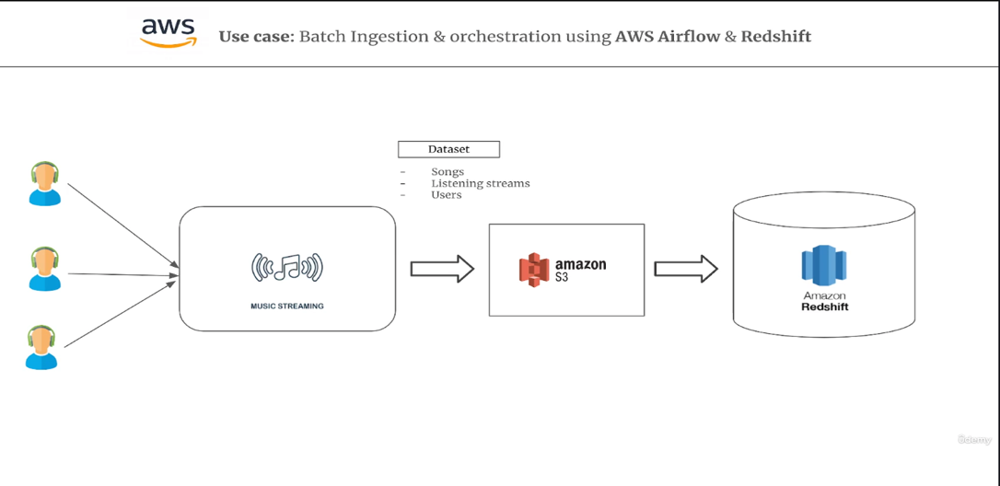 aws
Use case: Batch Ingestion & orchestration using AWS Airflow & Redshift
Dataset
- Songs
- Listening streams
- Users
MUSIC STREAMING
amazon
S3
Amazon
Redshift
ûdemy